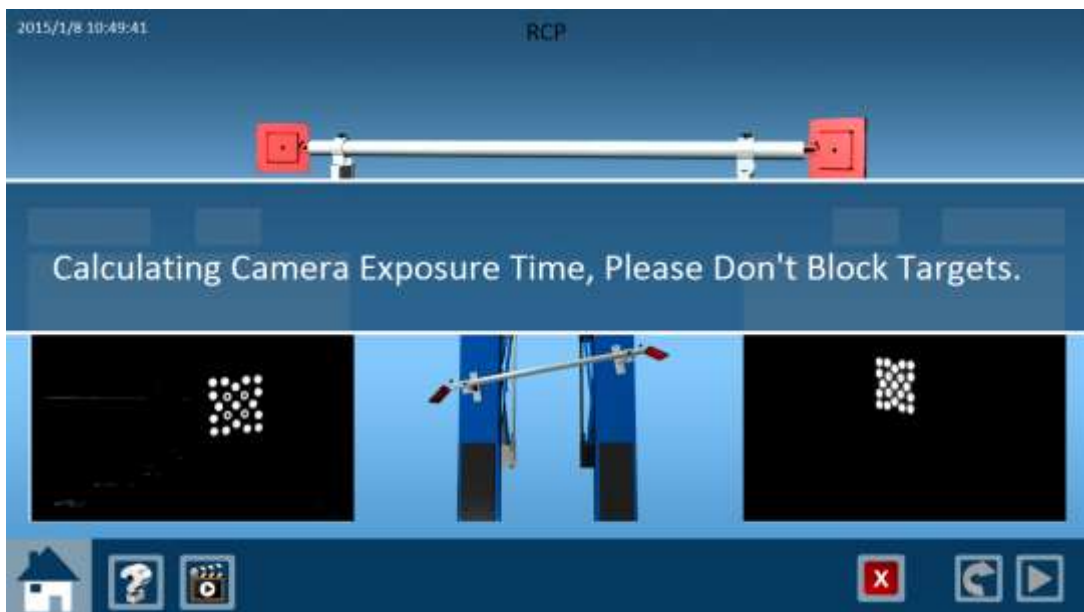 2015/1/8 10:49:41
RCP
Calculating Camera Exposure Time, Please Don't Block Targets.
?
X